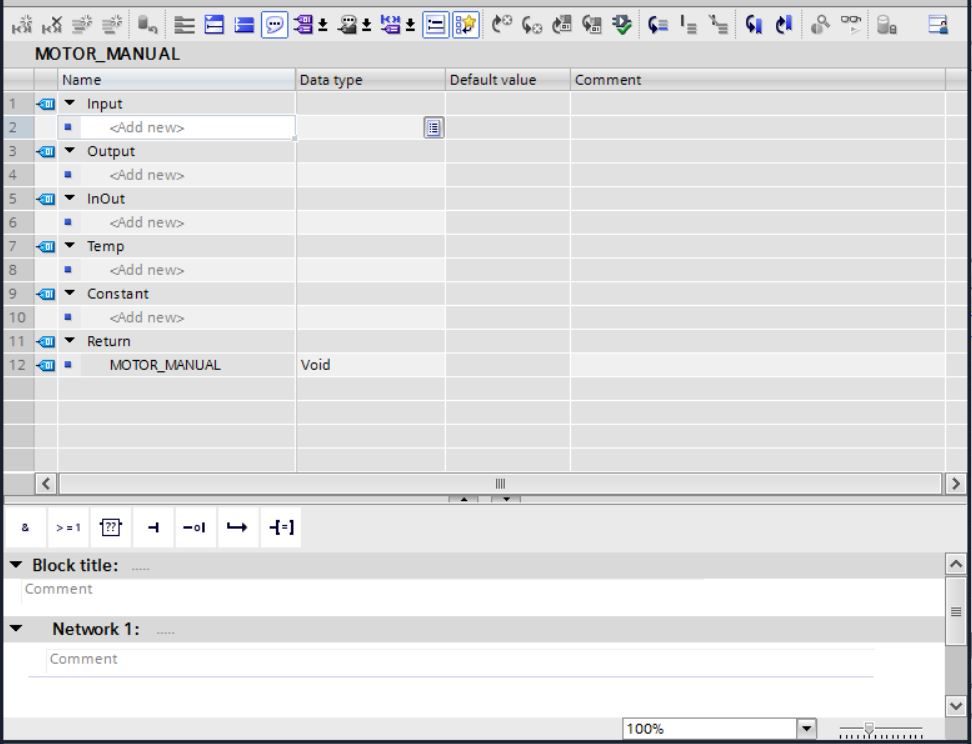 MOTOR_MANUAL
Name Data type Default value Comment
1 Input
2 <Add new>
3 Output
4 <Add new>
5 InOut
6 <Add new>
7 Temp
8 <Add new>
9 Constant
10 <Add new>
11 Return
12 MOTOR_MANUAL Void
& >=1 ?? -o| -[=]
Block title: .....
Comment
Network 1: .....
Comment
100%